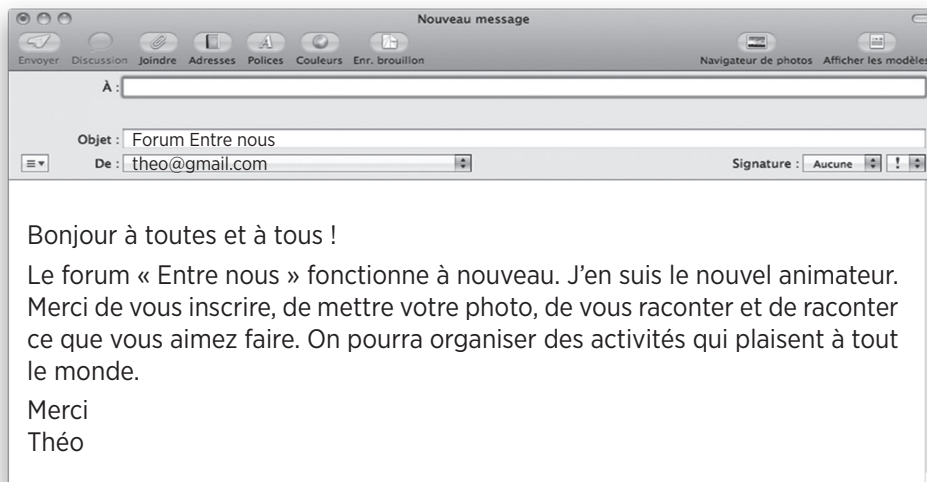 Nouveau message
Envoyer Discussion Joindre Adresses Polices Couleurs Enr. brouillon Navigateur de photos Afficher les modèles
À :
Objet : Forum Entre nous
De : theo@gmail.com Signature : Aucune !
Bonjour à toutes et à tous !
Le forum « Entre nous » fonctionne à nouveau. J’en suis le nouvel animateur.
Merci de vous inscrire, de mettre votre photo, de vous raconter et de raconter
ce que vous aimez faire. On pourra organiser des activités qui plaisent à tout
le monde.
Merci
Théo